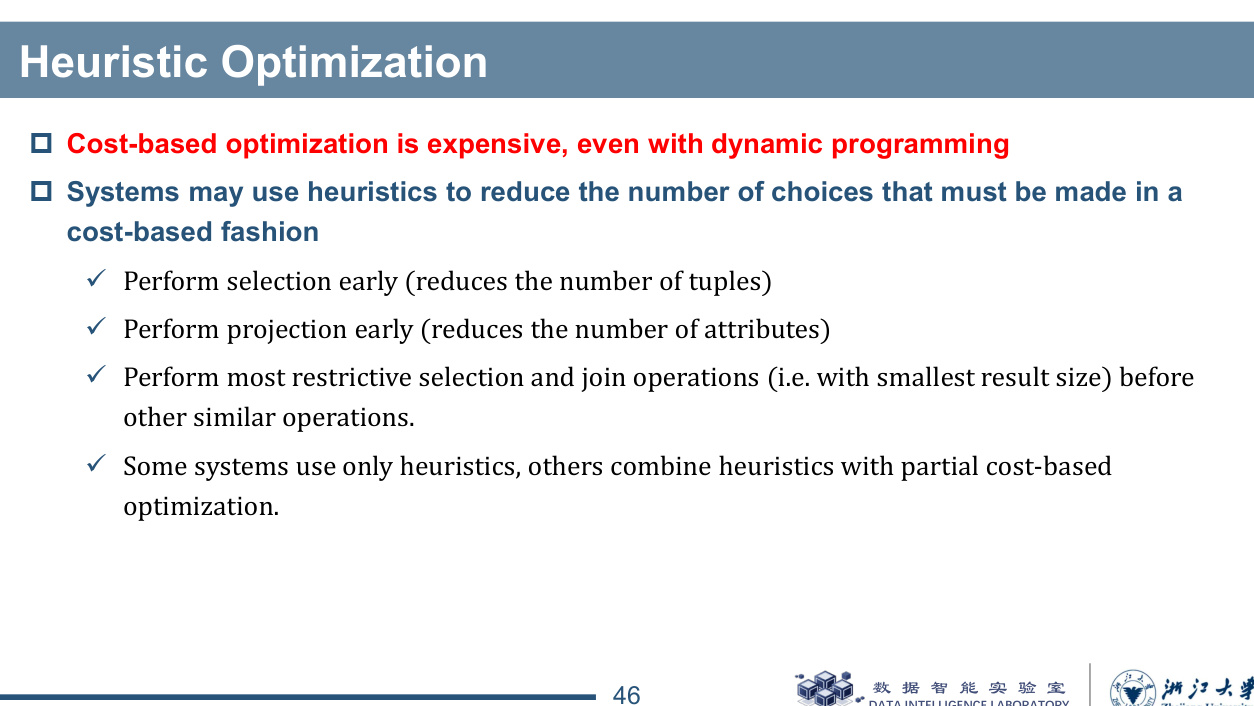 Heuristic Optimization
Cost-based optimization is expensive, even with dynamic programming
Systems may use heuristics to reduce the number of choices that must be made in a
cost-based fashion
Perform selection early (reduces the number of tuples)
Perform projection early (reduces the number of attributes)
Perform most restrictive selection and join operations (i.e. with smallest result size) before
other similar operations.
Some systems use only heuristics, others combine heuristics with partial cost-based
optimization.
46
数据智能实验室
DATA INTELLIGENCE LABORATORY
浙江大学